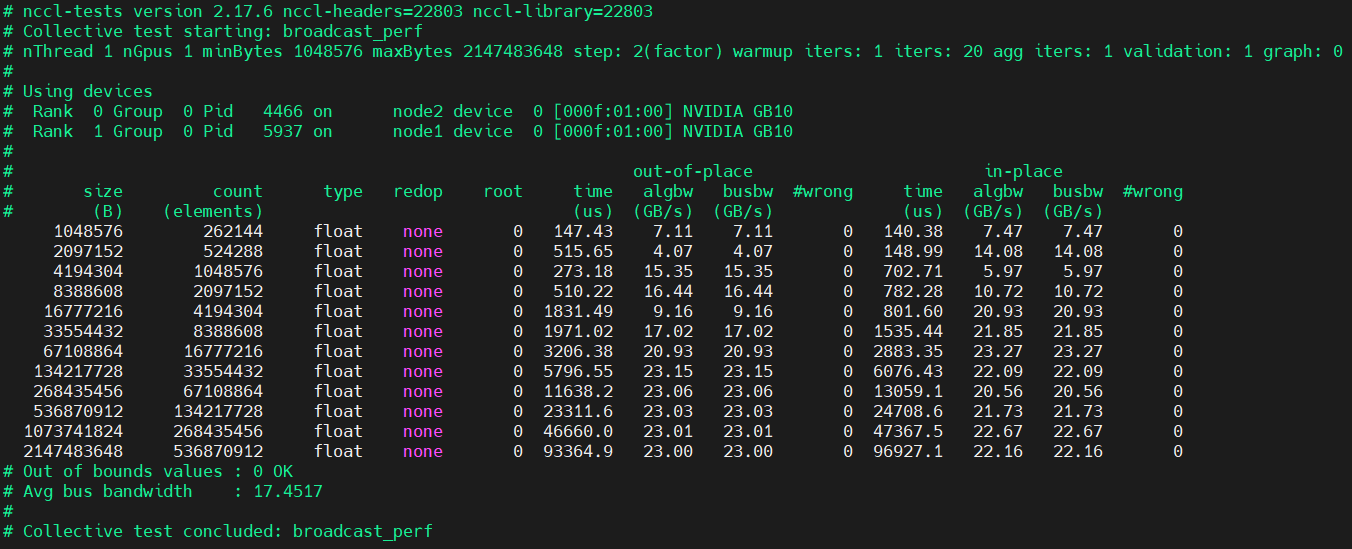 # nccl-tests version 2.17.6 nccl-headers=22803 nccl-library=22803
# Collective test starting: broadcast_perf
# nThread 1 nGpus 1 minBytes 1048576 maxBytes 2147483648 step: 2(factor) warmup iters: 1 iters: 20 agg iters: 1 validation: 1 graph: 0
#
# Using devices
#  Rank  0 Group  0 Pid   4466 on      node2 device  0 [000f:01:00] NVIDIA GB10
#  Rank  1 Group  0 Pid   5937 on      node1 device  0 [000f:01:00] NVIDIA GB10
#
#                                                              out-of-place                       in-place
#       size         count      type   redop    root     time   algbw   busbw  #wrong     time   algbw   busbw  #wrong
#        (B)    (elements)                               (us)  (GB/s)  (GB/s)             (us)  (GB/s)  (GB/s)
     1048576        262144     float    none       0   147.43    7.11    7.11       0   140.38    7.47    7.47       0
     2097152        524288     float    none       0   515.65    4.07    4.07       0   148.99   14.08   14.08       0
     4194304       1048576     float    none       0   273.18   15.35   15.35       0   702.71    5.97    5.97       0
     8388608       2097152     float    none       0   510.22   16.44   16.44       0   782.28   10.72   10.72       0
    16777216       4194304     float    none       0  1831.49    9.16    9.16       0   801.60   20.93   20.93       0
    33554432       8388608     float    none       0  1971.02   17.02   17.02       0  1535.44   21.85   21.85       0
    67108864      16777216     float    none       0  3206.38   20.93   20.93       0  2883.35   23.27   23.27       0
   134217728      33554432     float    none       0  5796.55   23.15   23.15       0  6076.43   22.09   22.09       0
   268435456      67108864     float    none       0  11638.2   23.06   23.06       0  13059.1   20.56   20.56       0
   536870912     134217728     float    none       0  23311.6   23.03   23.03       0  24708.6   21.73   21.73       0
  1073741824     268435456     float    none       0  46660.0   23.01   23.01       0  47367.5   22.67   22.67       0
  2147483648     536870912     float    none       0  93364.9   23.00   23.00       0  96927.1   22.16   22.16       0
# Out of bounds values : 0 OK
# Avg bus bandwidth    : 17.4517
#
# Collective test concluded: broadcast_perf